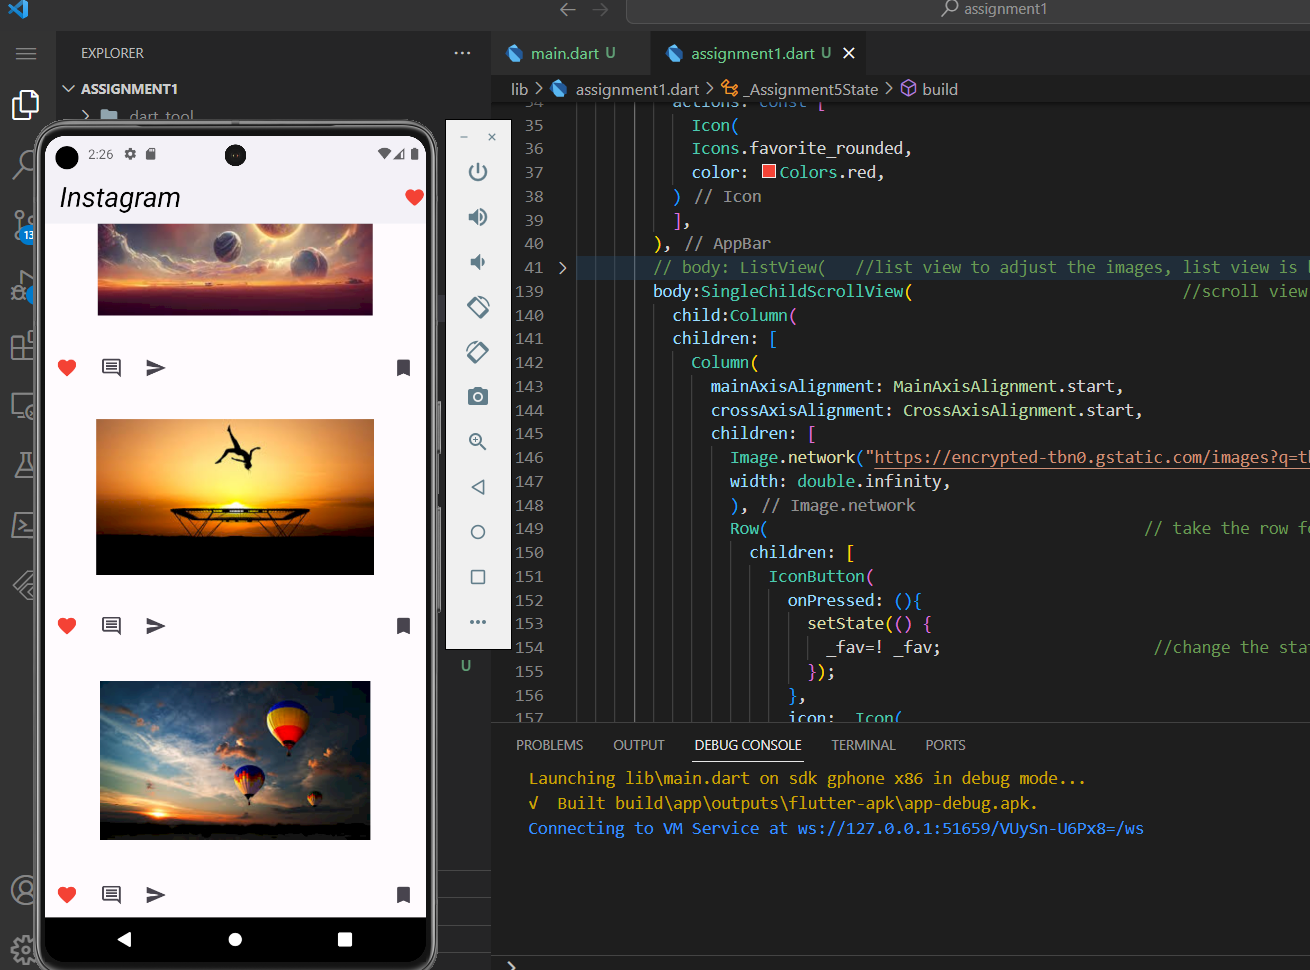 assignment1
EXPLORER
ASSIGNMENT1
.dart_tool
main.dart U
assignment1.dart U
lib > assignment1.dart > _Assignment5State > build
2:26
Instagram
13
U
34 actions: const [
35 Icon(
36 Icons.favorite_rounded,
37 color: Colors.red,
38 ) // Icon
39 ],
40 ), // AppBar
41 // body: ListView( //list view to adjust the images, list view is
139 body:SingleChildScrollView( //scroll view
140 child:Column(
141 children: [
142 Column(
143 mainAxisAlignment: MainAxisAlignment.start,
144 crossAxisAlignment: CrossAxisAlignment.start,
145 children: [
146 Image.network("https://encrypted-tbn0.gstatic.com/images?q=t
147 width: double.infinity,
148 ), // Image.network
149 Row( // take the row f
150 children: [
151 IconButton(
152 onPressed: (){
153 setState(() {
154 _fav=! _fav; //change the sta
155 });
156 },
157 icon: Icon(
PROBLEMS OUTPUT DEBUG CONSOLE TERMINAL PORTS
Launching lib\main.dart on sdk gphone x86 in debug mode...
√ Built build\app\outputs\flutter-apk\app-debug.apk.
Connecting to VM Service at ws://127.0.0.1:51659/VUySn-U6Px8=/ws